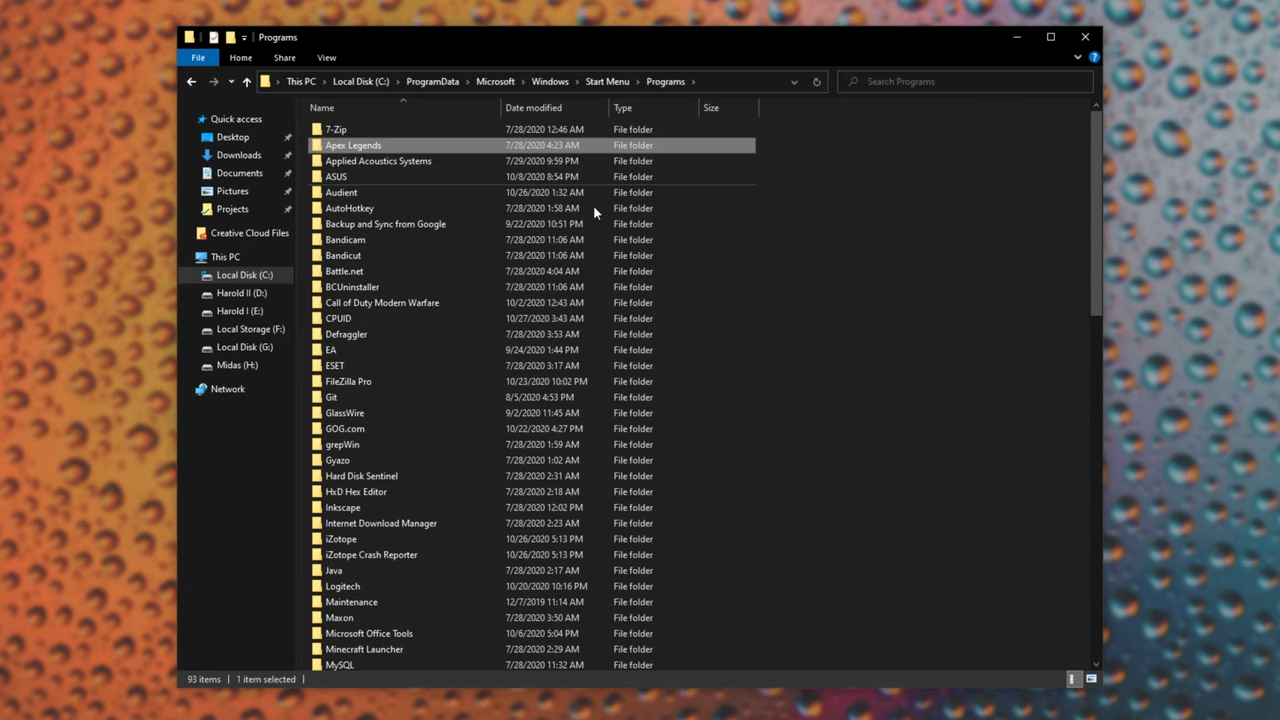 Programs
File Home Share View
This PC Local Disk (C:) ProgramData Microsoft Windows Start Menu Programs Search Programs
Name Date modified Type Size
Quick access
Desktop
Downloads
Documents
Pictures
Projects
Creative Cloud Files
This PC
Local Disk (C:)
Harold II (D:)
Harold I (E:)
Local Storage (F:)
Local Disk (G:)
Midas (H:)
Network
7-Zip 7/28/2020 12:46 AM File folder
Apex Legends 7/28/2020 4:23 AM File folder
Applied Acoustics Systems 7/29/2020 9:59 PM File folder
ASUS 10/8/2020 8:54 PM File folder
Audient 10/26/2020 1:32 AM File folder
AutoHotkey 7/28/2020 1:58 AM File folder
Backup and Sync from Google 9/22/2020 10:51 PM File folder
Bandicam 7/28/2020 11:06 AM File folder
Bandicut 7/28/2020 11:06 AM File folder
Battle.net 7/28/2020 4:04 AM File folder
BCUninstaller 7/28/2020 11:06 AM File folder
Call of Duty Modern Warfare 10/2/2020 12:43 AM File folder
CPUID 10/27/2020 3:43 AM File folder
Defraggler 7/28/2020 3:53 AM File folder
EA 9/24/2020 1:44 PM File folder
ESET 7/28/2020 3:17 AM File folder
FileZilla Pro 10/23/2020 10:02 PM File folder
Git 8/5/2020 4:53 PM File folder
GlassWire 9/2/2020 11:45 AM File folder
GOG.com 10/22/2020 4:27 PM File folder
grepWin 7/28/2020 1:59 AM File folder
Gyazo 7/28/2020 1:02 AM File folder
Hard Disk Sentinel 7/28/2020 2:31 AM File folder
HxD Hex Editor 7/28/2020 2:18 AM File folder
Inkscape 7/28/2020 12:02 PM File folder
Internet Download Manager 7/28/2020 2:23 AM File folder
iZotope 10/26/2020 5:13 PM File folder
iZotope Crash Reporter 10/26/2020 5:13 PM File folder
Java 7/28/2020 2:17 AM File folder
Logitech 10/20/2020 10:16 PM File folder
Maintenance 12/7/2019 11:14 AM File folder
Maxon 7/28/2020 3:50 AM File folder
Microsoft Office Tools 10/6/2020 5:04 PM File folder
Minecraft Launcher 7/28/2020 2:29 AM File folder
MySQL 7/28/2020 11:32 AM File folder
93 items 1 item selected